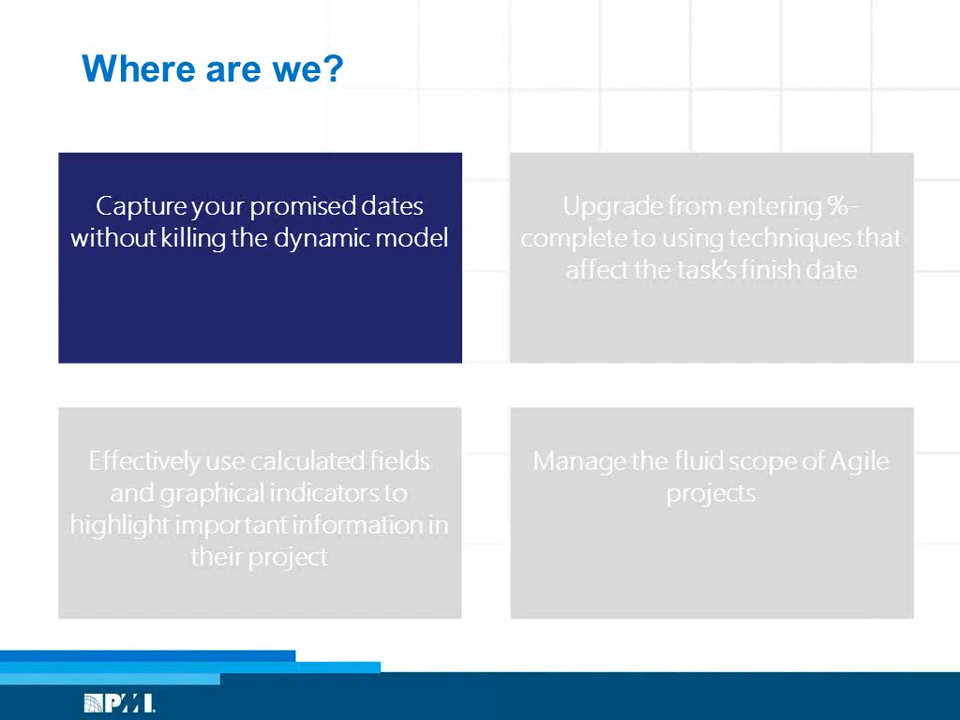 Where are we?
Capture your promised dates
without killing the dynamic model
Upgrade from entering %-
complete to using techniques that
affect the task's finish date
Effectively use calculated fields
and graphical indicators to
highlight important information in
their project
Manage the fluid scope of Agile
projects
PMI